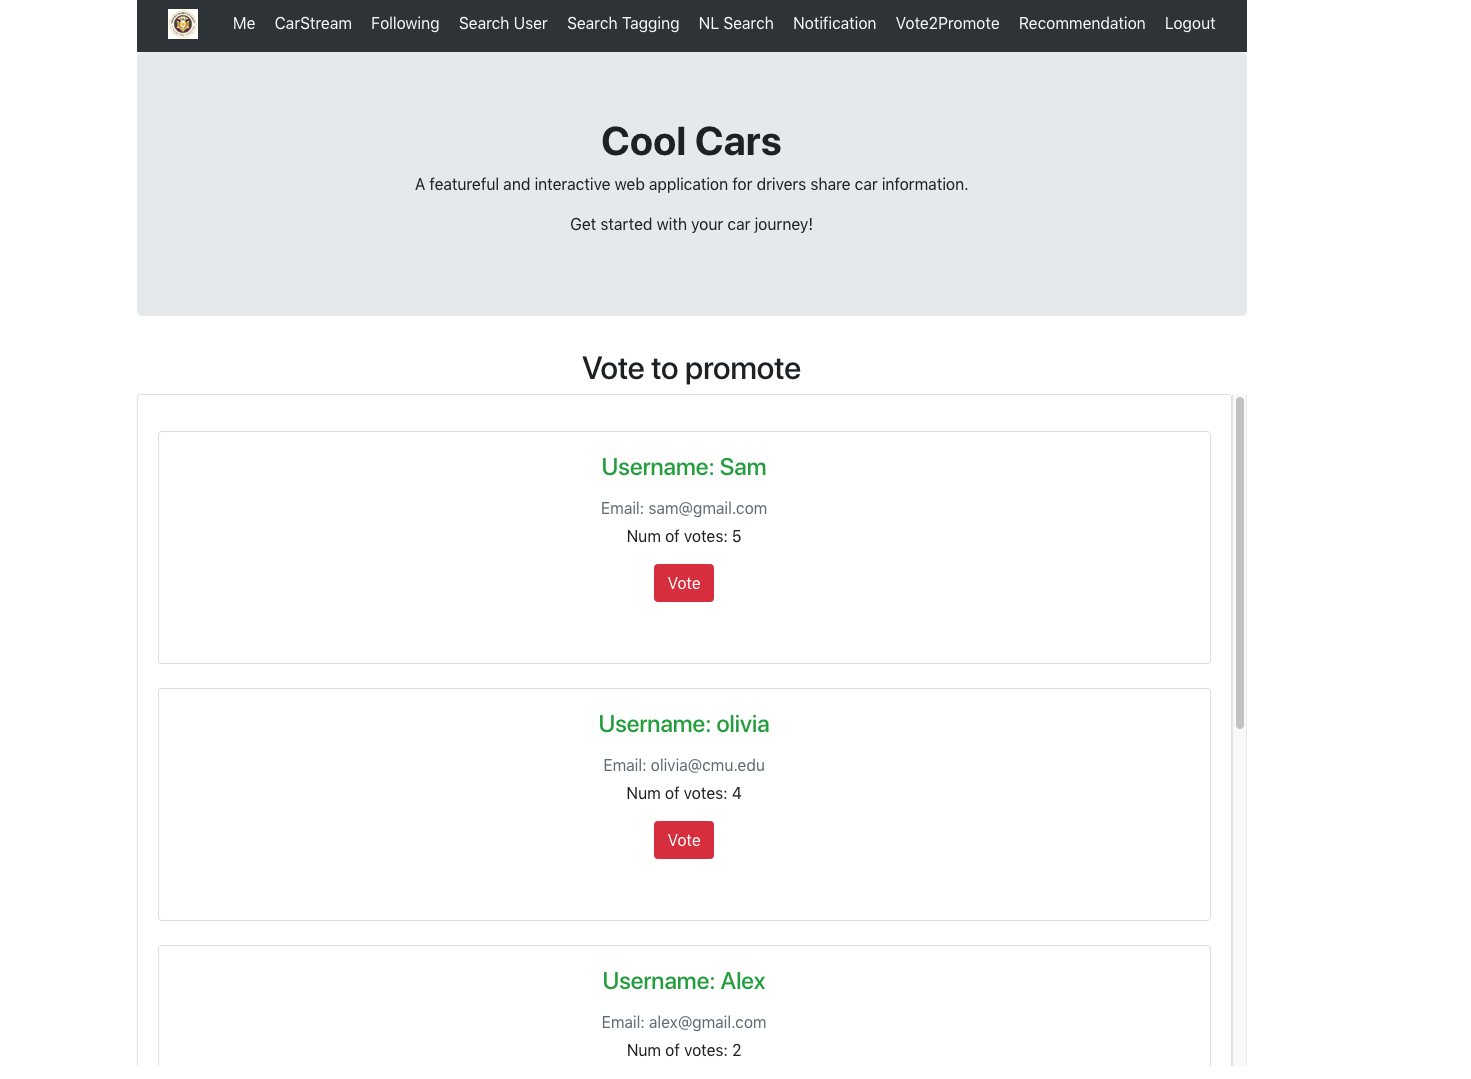 Me CarStream Following Search User Search Tagging NL Search Notification Vote2Promote Recommendation Logout
Cool Cars
A featureful and interactive web application for drivers share car information.
Get started with your car journey!
Vote to promote
Username: Sam
Email: sam@gmail.com
Num of votes: 5
Vote
Username: olivia
Email: olivia@cmu.edu
Num of votes: 4
Vote
Username: Alex
Email: alex@gmail.com
Num of votes: 2